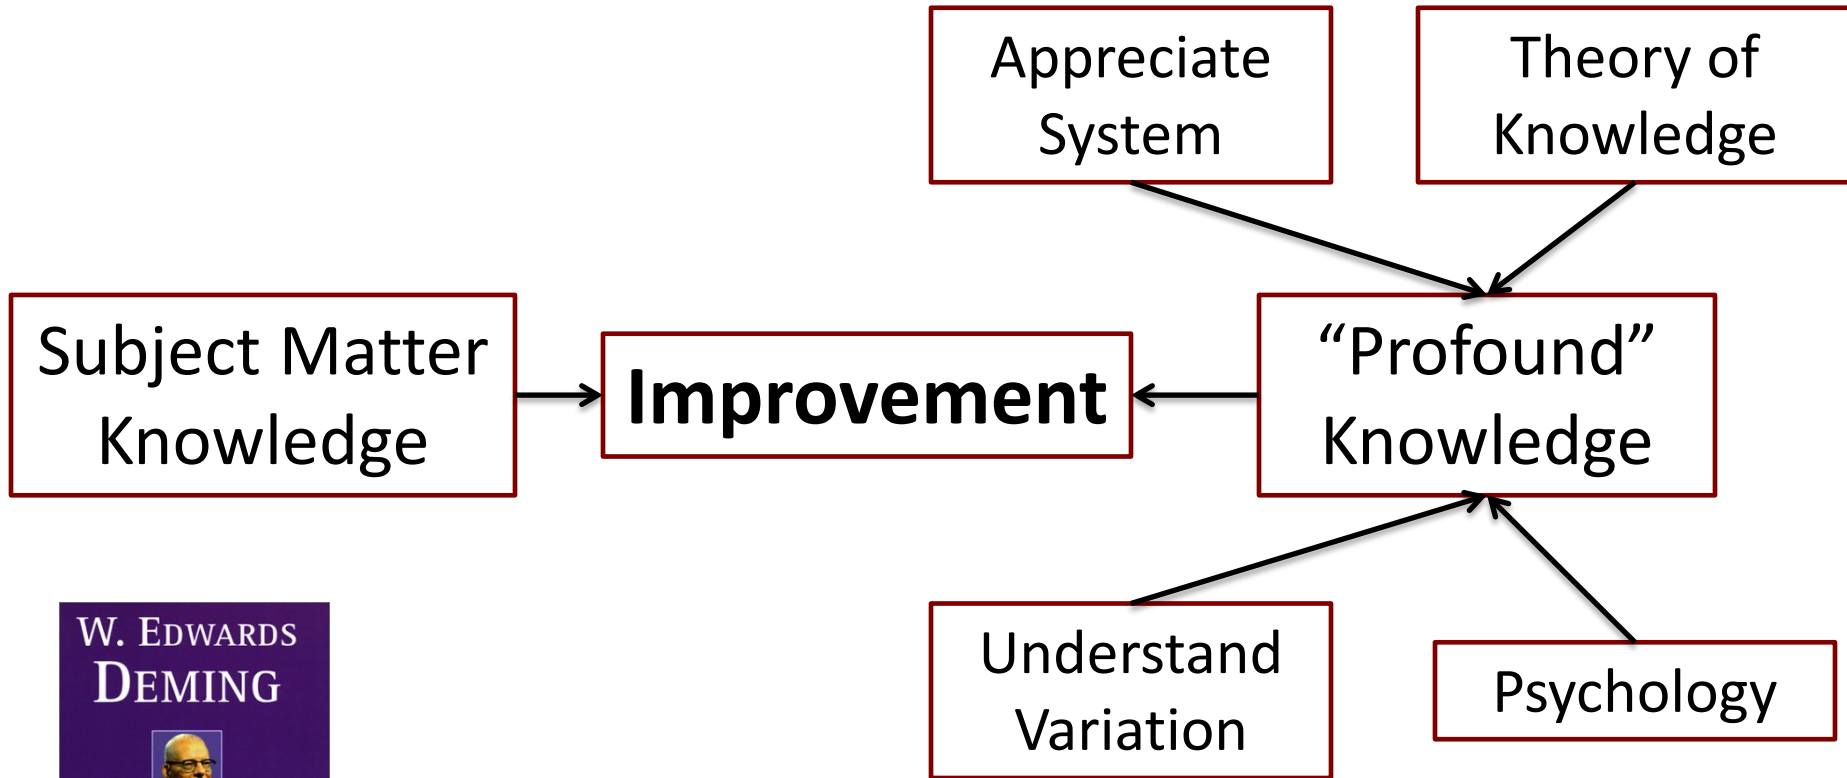 Appreciate
System
Theory of
Knowledge
Subject Matter
Knowledge
Improvement
“Profound”
Knowledge
W. EDWARDS
DEMING
Understand
Variation
Psychology